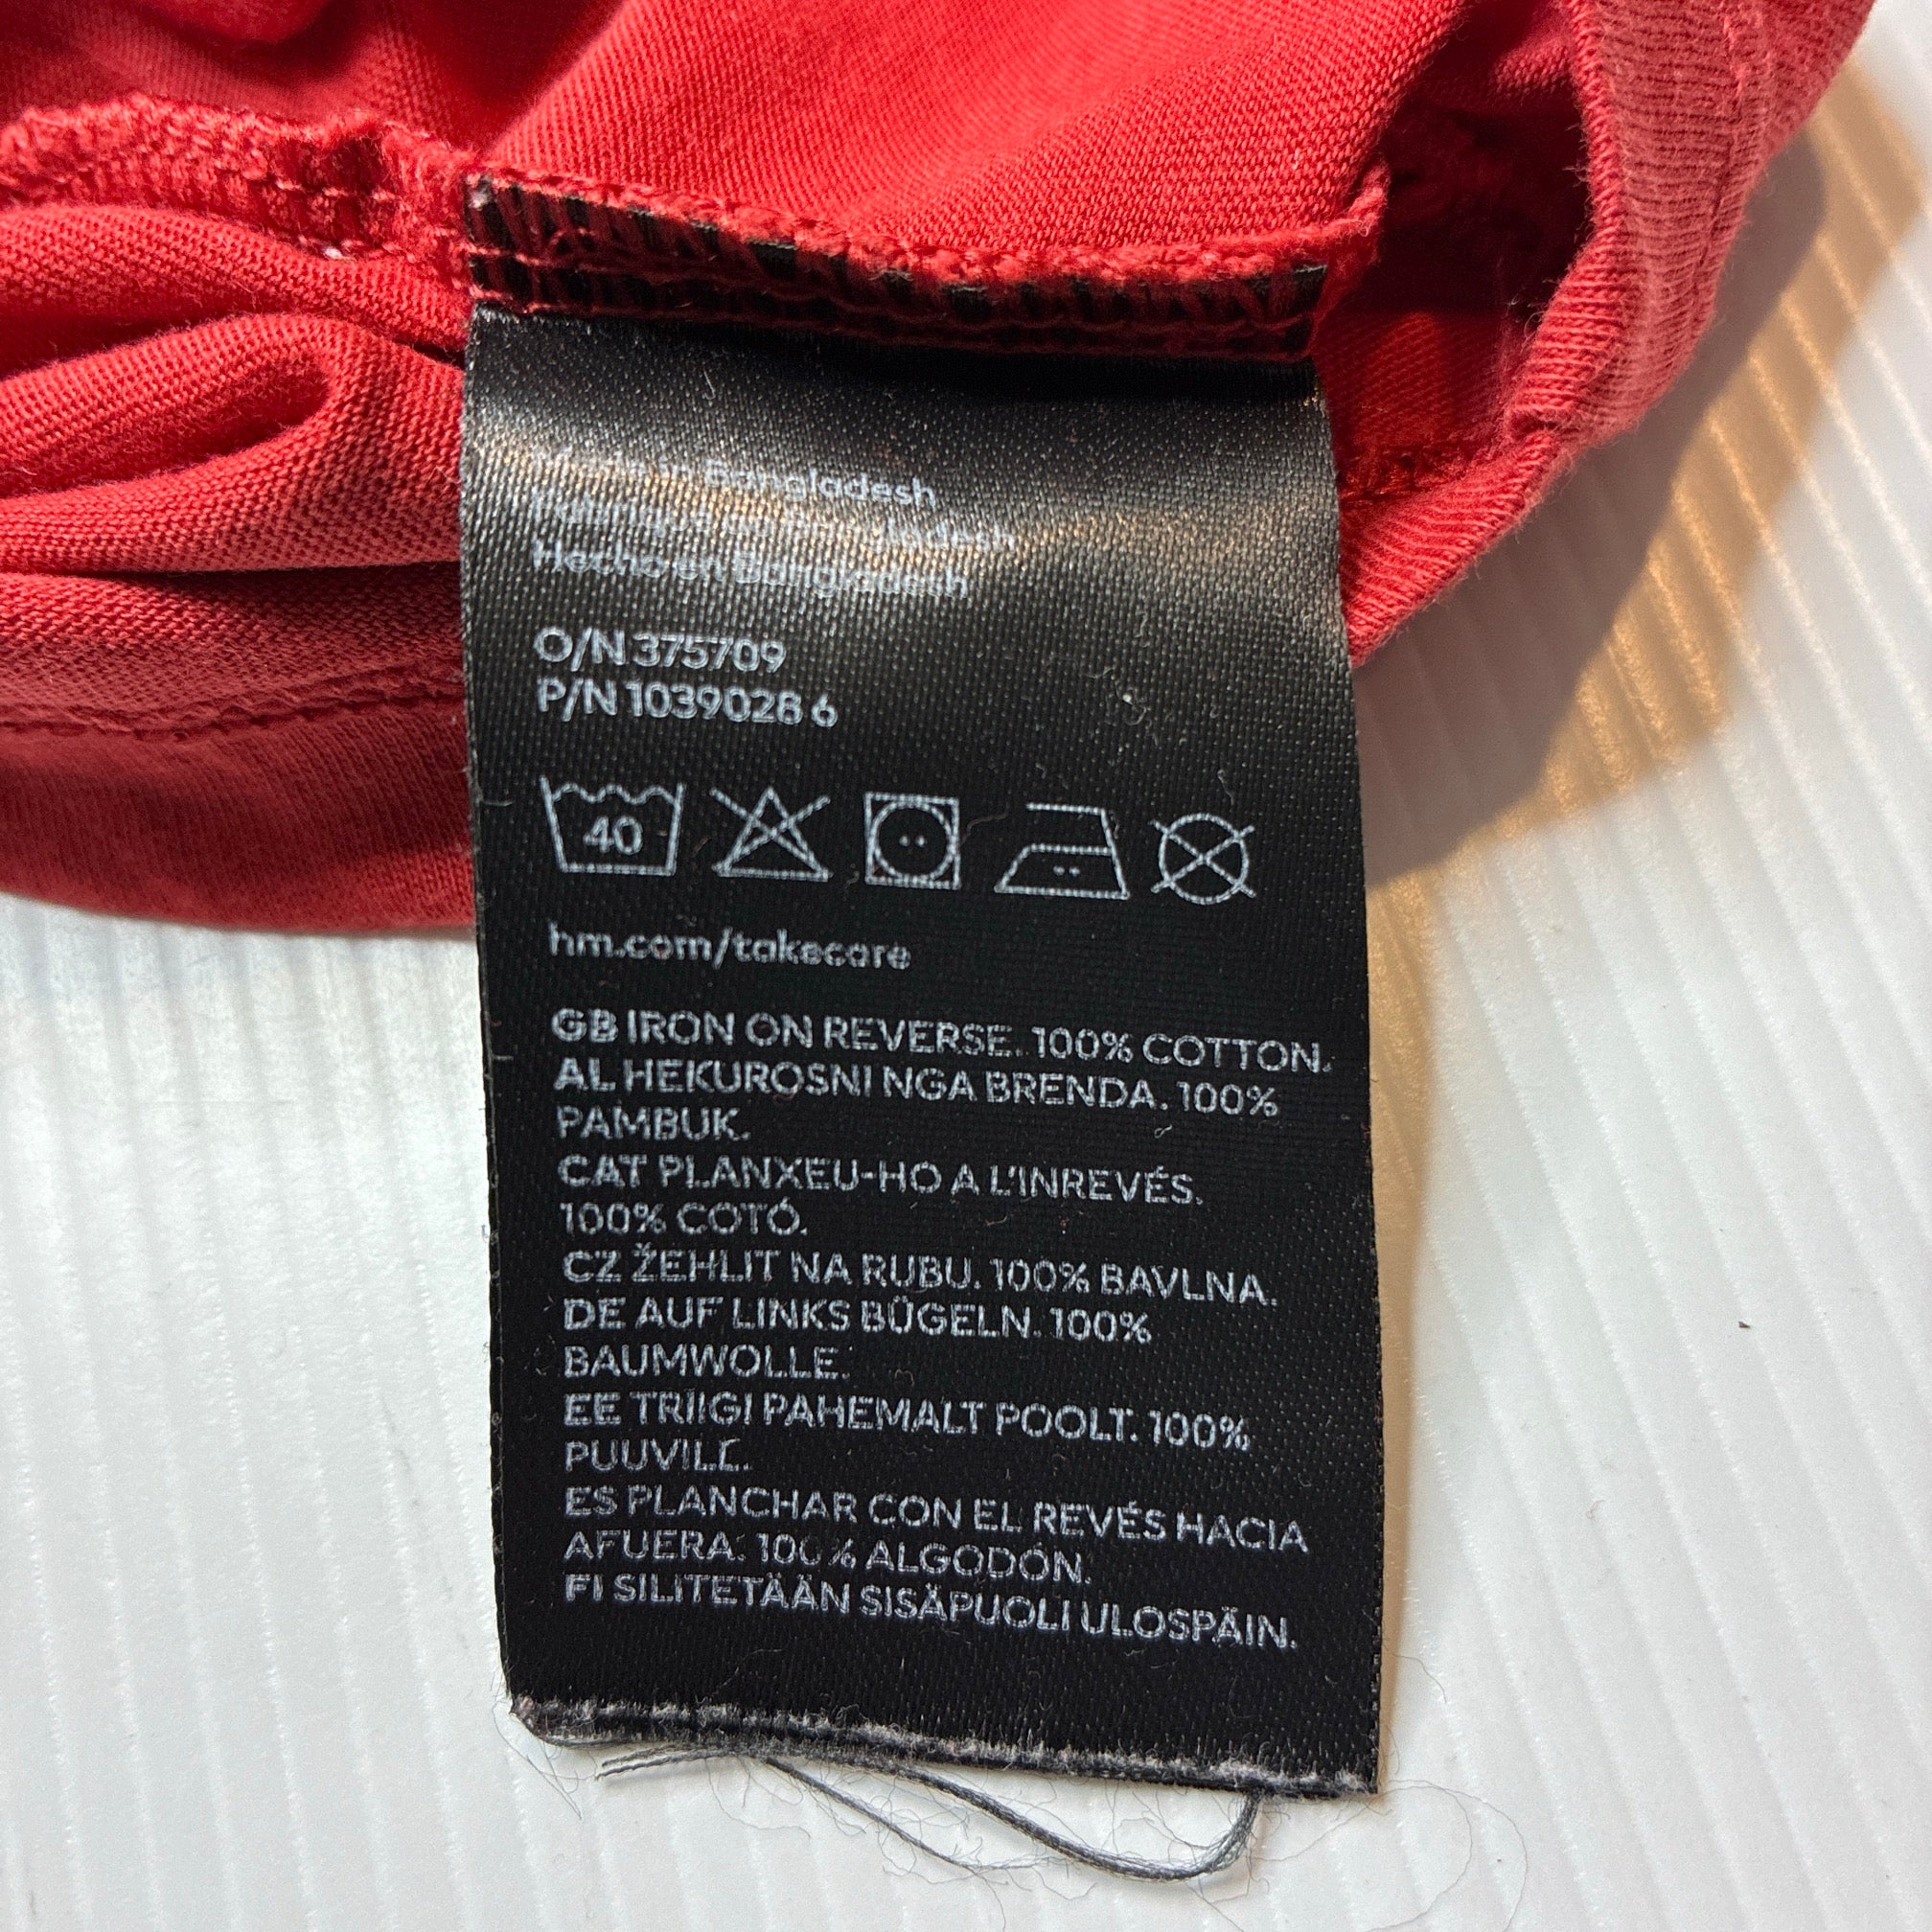 Bangladesh
Hecho en Bangladesh
O/N 375709
P/N 1039028 6
40
hm.com/takecare
GB IRON ON REVERSE. 100% COTTON.
AL HEKUROSNI NGA BRENDA. 100%
PAMBUK.
CAT PLANXEU-HO A L'INREVÉS.
100% COTÓ.
CZ ŽEHLIT NA RUBU. 100% BAVLNA.
DE AUF LINKS BÜGELN. 100%
BAUMWOLLE.
EE TRIIGI PAHEMALT POOLT. 100%
PUUVILL.
ES PLANCHAR CON EL REVÉS HACIA
AFUERA. 100% ALGODÓN.
FI SILITETÄÄN SISÄPUOLI ULOSPÄIN.